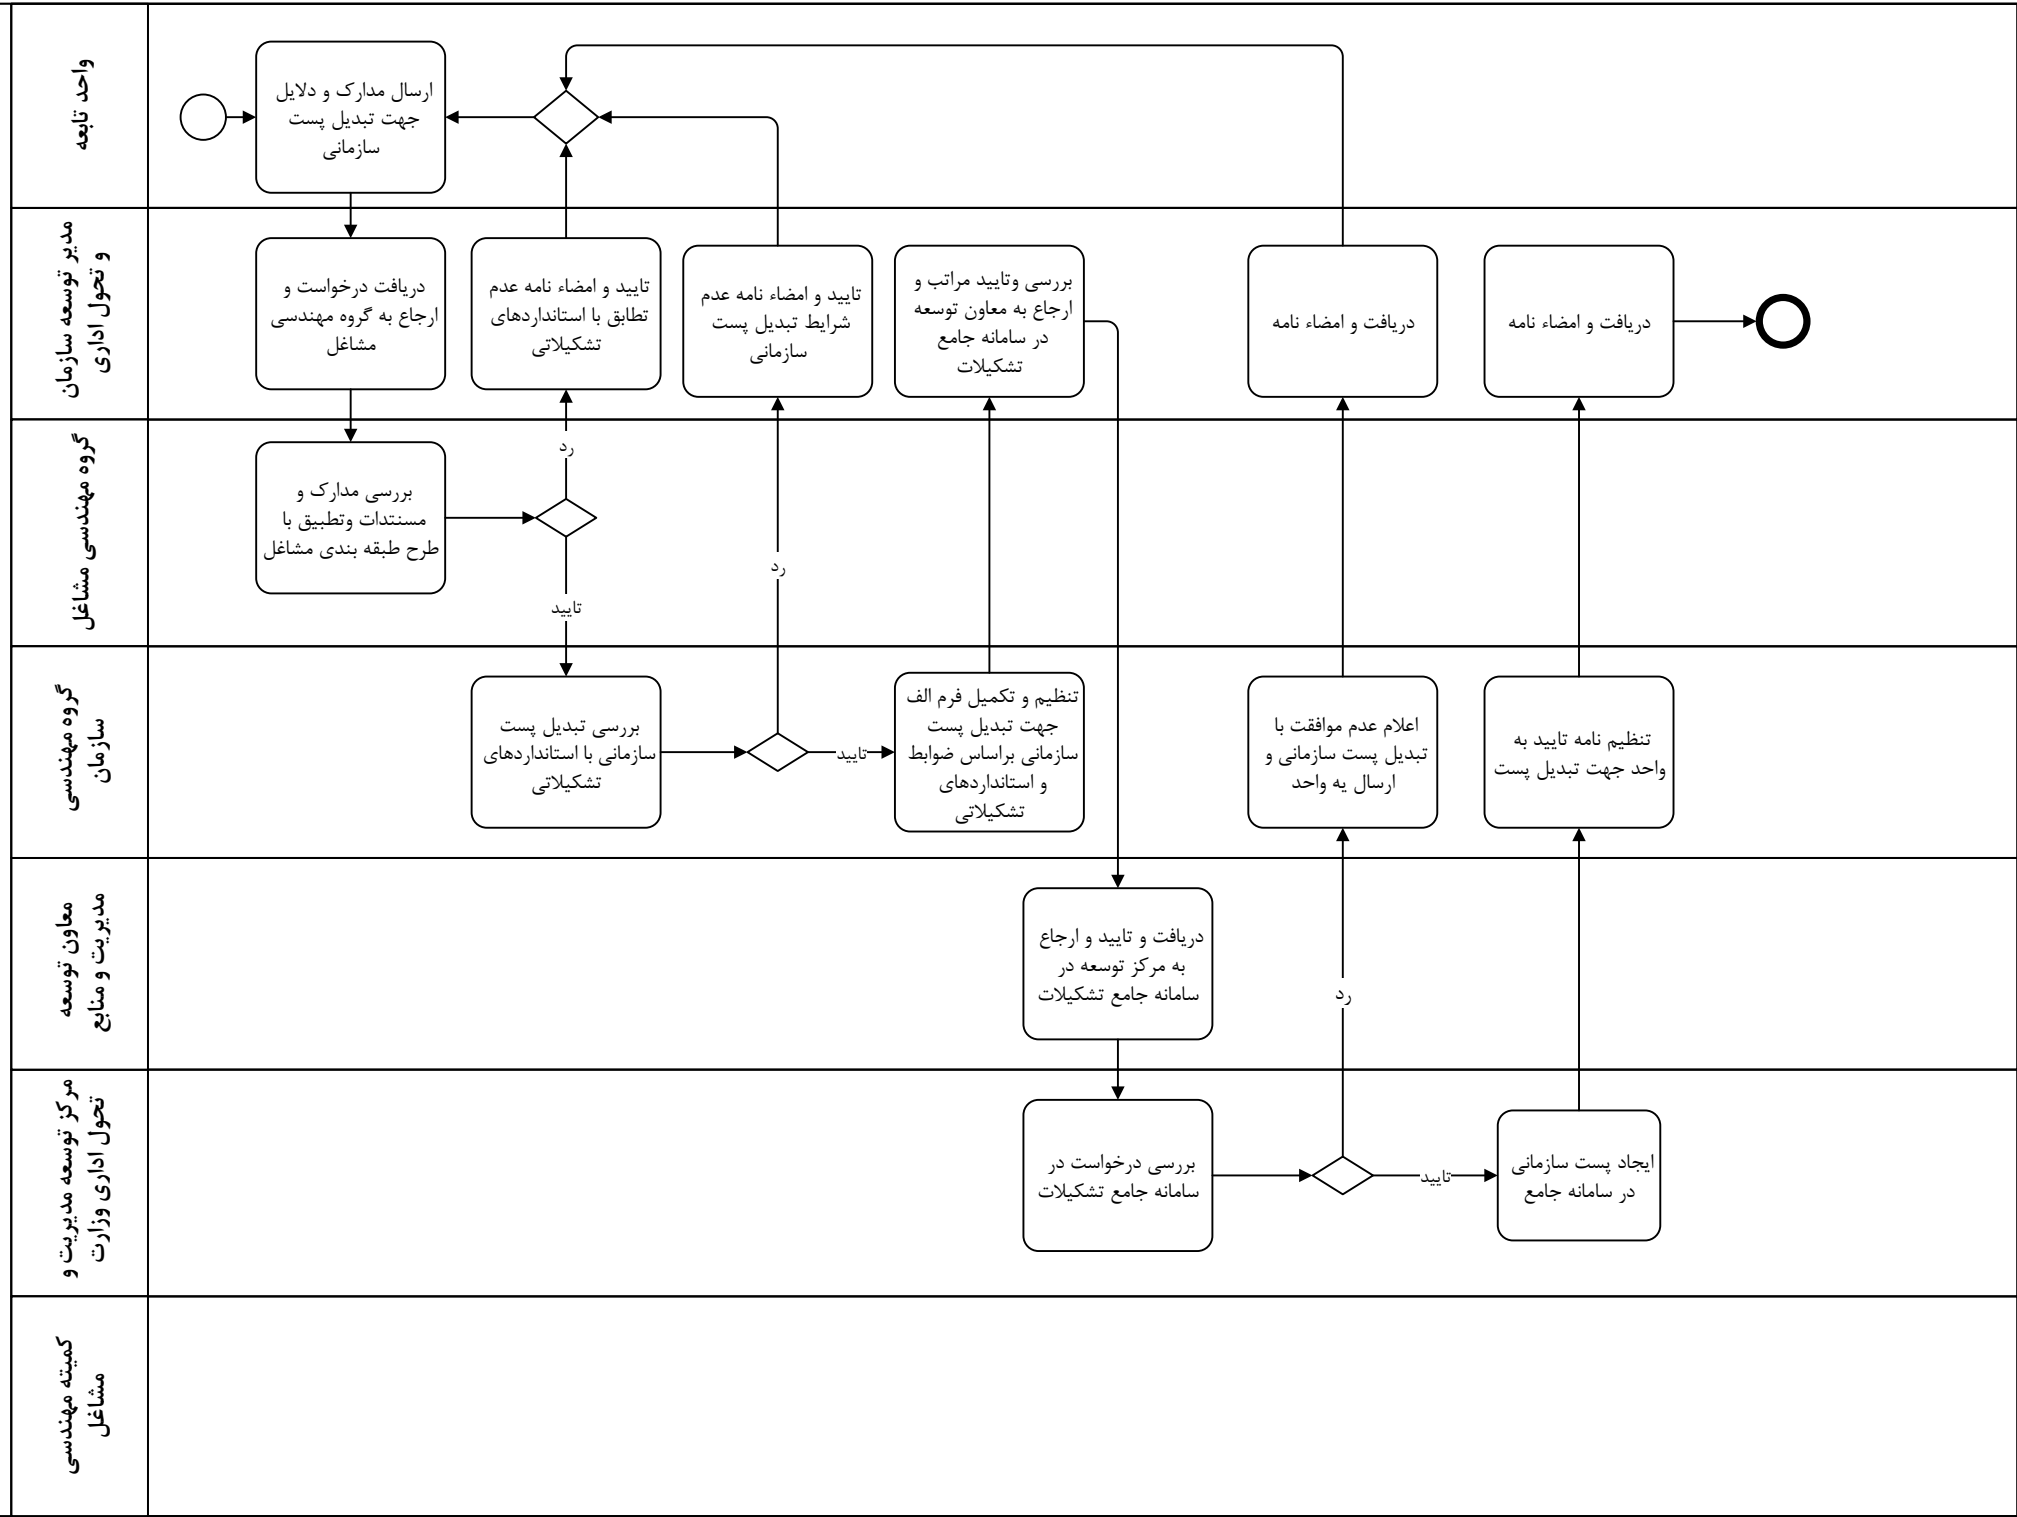 واحد تابعه
ارسال مدارک و دلایل
جهت تبدیل پست
سازمانی
مدیر توسعه سازمان
و تحول اداری
دریافت درخواست و
ارجاع به گروه مهندسی
مشاغل
تایید و امضاء نامه عدم
تطابق با استانداردهای
تشکیلاتی
تایید و امضاء نامه عدم
شرایط تبدیل پست
سازمانی
بررسی وتایید مراتب و
ارجاع به معاون توسعه
در سامانه جامع
تشکیلات
دریافت و امضاء نامه
دریافت و امضاء نامه
گروه مهندسی مشاغل
بررسی مدارک و
مستندات وتطبیق با
طرح طبقه بندی مشاغل
رد
تایید
رد
گروه مهندسی
سازمان
بررسی تبدیل پست
سازمانی با استانداردهای
تشکیلاتی
تایید
تنظیم و تکمیل فرم الف
جهت تبدیل پست
سازمانی براساس ضوابط
و استانداردهای
تشکیلاتی
اعلام عدم موافقت با
تبدیل پست سازمانی و
ارسال یه واحد
تنظیم نامه تایید به
واحد جهت تبدیل پست
معاون توسعه
مدیریت و منابع
دریافت و تایید و ارجاع
به مرکز توسعه در
سامانه جامع تشکیلات
رد
مرکز توسعه مدیریت و
تحول اداری وزارت
بررسی درخواست در
سامانه جامع تشکیلات
تایید
ایجاد پست سازمانی
در سامانه جامع
کمیته مهندسی
مشاغل